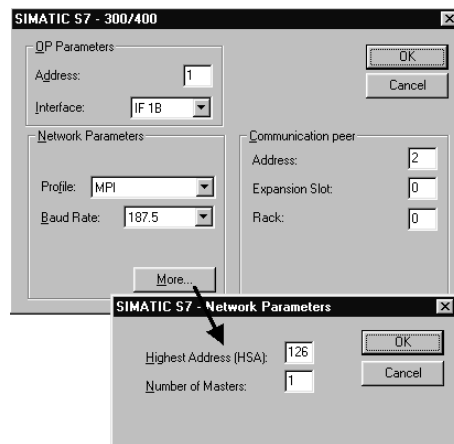 SIMATIC S7 - 300/400
OP Parameters
Address: 1
Interface: IF 1B
OK
Cancel
Network Parameters
Profile: MPI
Baud Rate: 187.5
More...
Communication peer
Address: 2
Expansion Slot: 0
Rack: 0
SIMATIC S7 - Network Parameters
Highest Address (HSA): 126
Number of Masters: 1
OK
Cancel